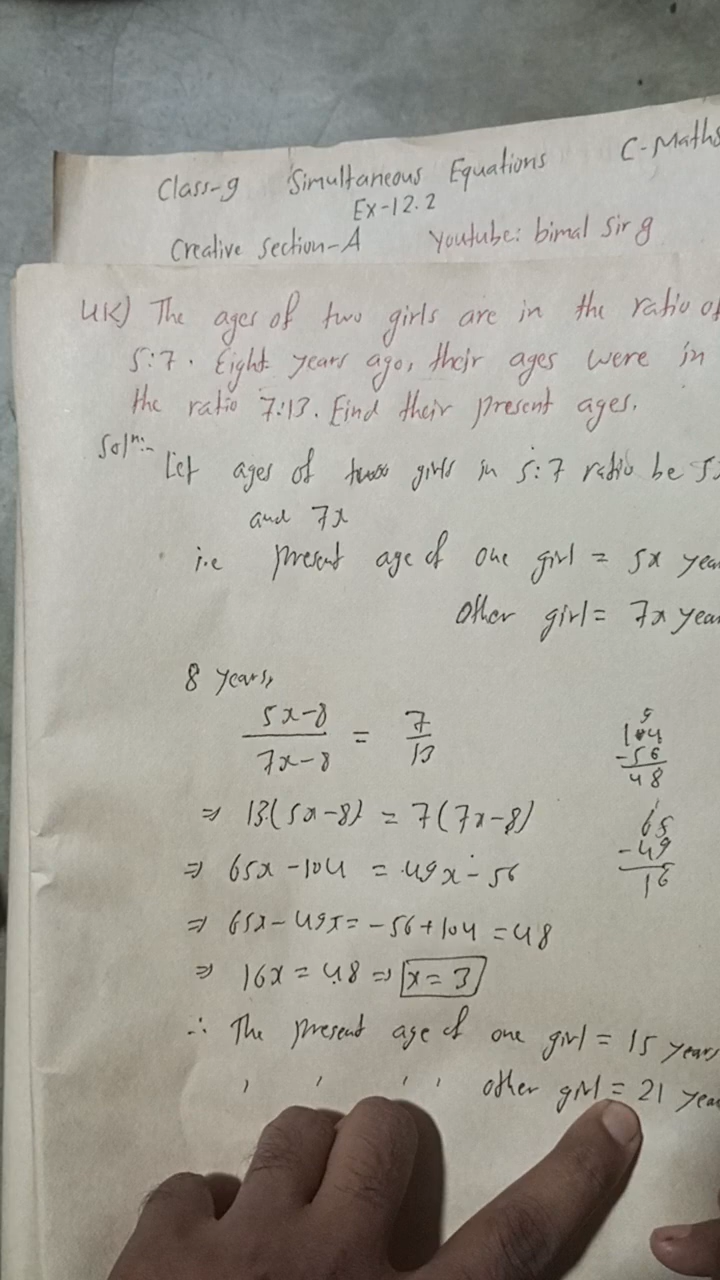 Class-9 Simultaneous Equations C-Maths
Ex-12.2
Creative Section-A Youtube: bimal Sir g
4K) The ages of two girls are in the ratio of
5:7. Eight years ago, their ages were in
the ratio 7:13. Find their present ages.
Solⁿ:-
Let ages of two girls in 5:7 ratio be 5x
and 7x
i.e present age of one girl = 5x year
Other girl = 7x year
8 years,
5x-8 / 7x-8 = 7/13
⇒ 13(5x-8) = 7(7x-8)
⇒ 65x-104 = 49x-56
⇒ 65x-49x = -56+104 = 48
⇒ 16x = 48 ⇒ x = 3
∴ The present age of one girl = 15 years
, , , , other girl = 21 year
5
104
-56
48
1
65
-49
16